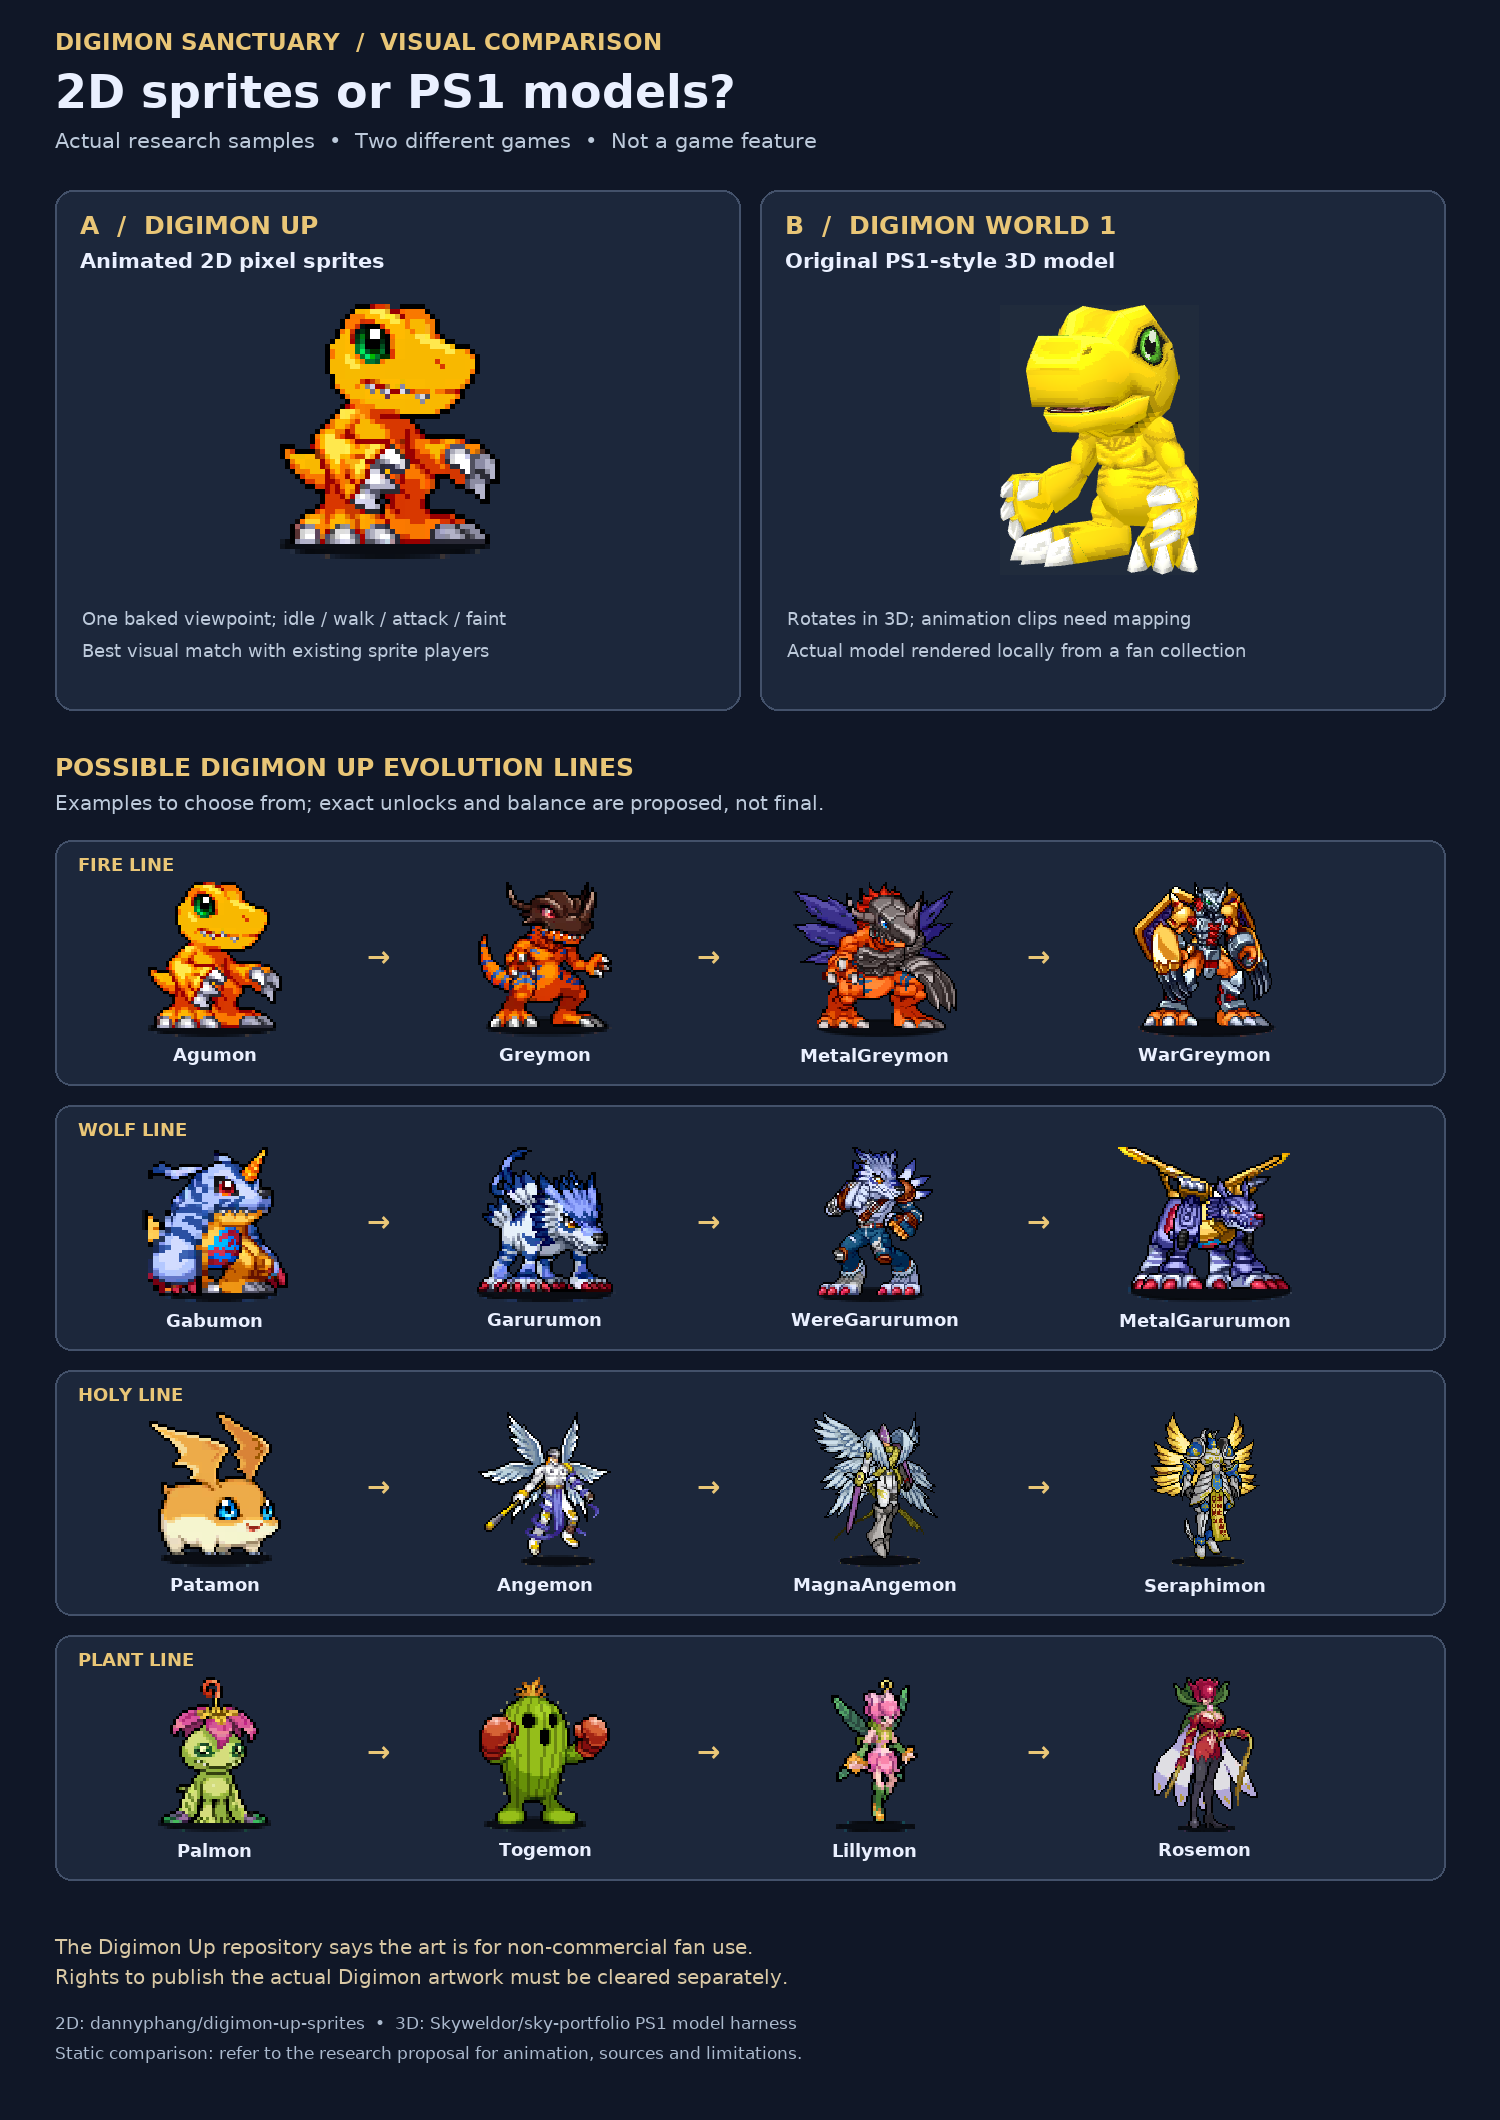 DIGIMON SANCTUARY / VISUAL COMPARISON
2D sprites or PS1 models?
Actual research samples • Two different games • Not a game feature
A / DIGIMON UP
Animated 2D pixel sprites
One baked viewpoint; idle / walk / attack / faint
Best visual match with existing sprite players
B / DIGIMON WORLD 1
Original PS1-style 3D model
Rotates in 3D; animation clips need mapping
Actual model rendered locally from a fan collection
POSSIBLE DIGIMON UP EVOLUTION LINES
Examples to choose from; exact unlocks and balance are proposed, not final.
FIRE LINE
→ → →
Agumon Greymon MetalGreymon WarGreymon
WOLF LINE
→ → →
Gabumon Garurumon WereGarurumon MetalGarurumon
HOLY LINE
→ → →
Patamon Angemon MagnaAngemon Seraphimon
PLANT LINE
→ → →
Palmon Togemon Lillymon Rosemon
The Digimon Up repository says the art is for non-commercial fan use.
Rights to publish the actual Digimon artwork must be cleared separately.
2D: dannyphang/digimon-up-sprites • 3D: Skyweldor/sky-portfolio PS1 model harness
Static comparison: refer to the research proposal for animation, sources and limitations.